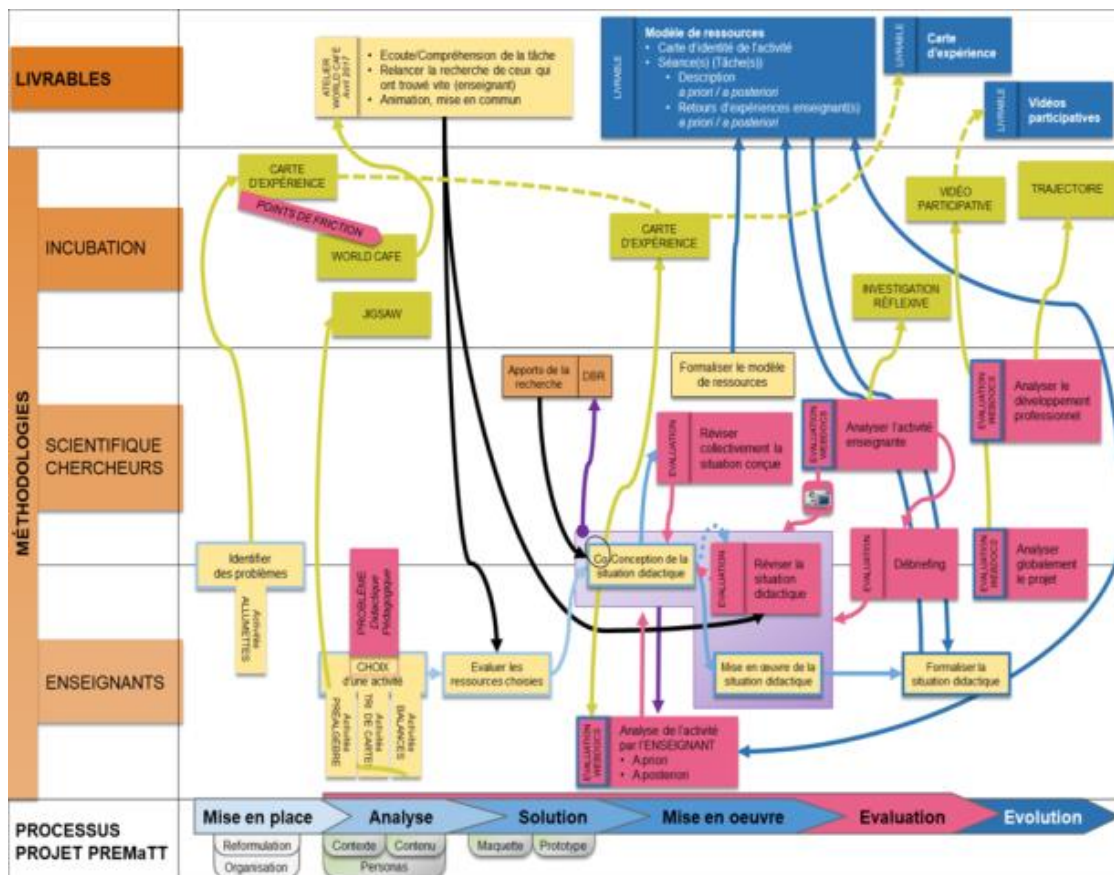 LIVRABLES
ATELIER
WORLD CAFE
Avril 2017
• Ecoute/Compréhension de la tâche
• Relancer la recherche de ceux qui
ont trouvé vite (enseignant)
• Animation, mise en commun
LIVRABLE
Modèle de ressources
• Carte d'identité de l'activité
• Séance(s) (Tâche(s))
• Description
a priori / a posteriori
• Retours d'expériences enseignant(s)
a priori / a posteriori
LIVRABLE
Carte
d'expérience
LIVRABLE
Vidéos
participatives
MÉTHODOLOGIES
INCUBATION
CARTE
D'EXPÉRIENCE
POINTS DE FRICTION
WORLD CAFE
JIGSAW
CARTE
D'EXPÉRIENCE
VIDÉO
PARTICIPATIVE
TRAJECTOIRE
INVESTIGATION
RÉFLEXIVE
SCIENTIFIQUE
CHERCHEURS
Apports de la
recherche
DBR
Formaliser le modèle
de ressources
EVALUATION
Réviser
collectivement la
situation conçue
EVALUATION
WEBDOCS
Analyser l'activité
enseignante
EVALUATION
WEBDOCS
Analyser le
développement
professionnel
Identifier
des problèmes
Activités
ALLUMETTES
PROBLÈME
Didactique
Pédagogique
Co-Conception de la
situation didactique
EVALUATION
Réviser la
situation
didactique
EVALUATION
Débriefing
EVALUATION
WEBDOCS
Analyser
globalement
le projet
ENSEIGNANTS
CHOIX
d'une activité
Activités
PRÉALGÈBRE
Activités
TRI DE CARTE
Activités
BALANCES
Evaluer les
ressources choisies
Mise en œuvre de la
situation didactique
Formaliser la
situation didactique
EVALUATION
WEBDOCS
Analyse de l'activité
par l'ENSEIGNANT
• A priori
• A posteriori
PROCESSUS
PROJET PREMaTT
Mise en place
Analyse
Solution
Mise en oeuvre
Evaluation
Evolution
Reformulation
Organisation
Contexte
Contenu
Personas
Maquette
Prototype